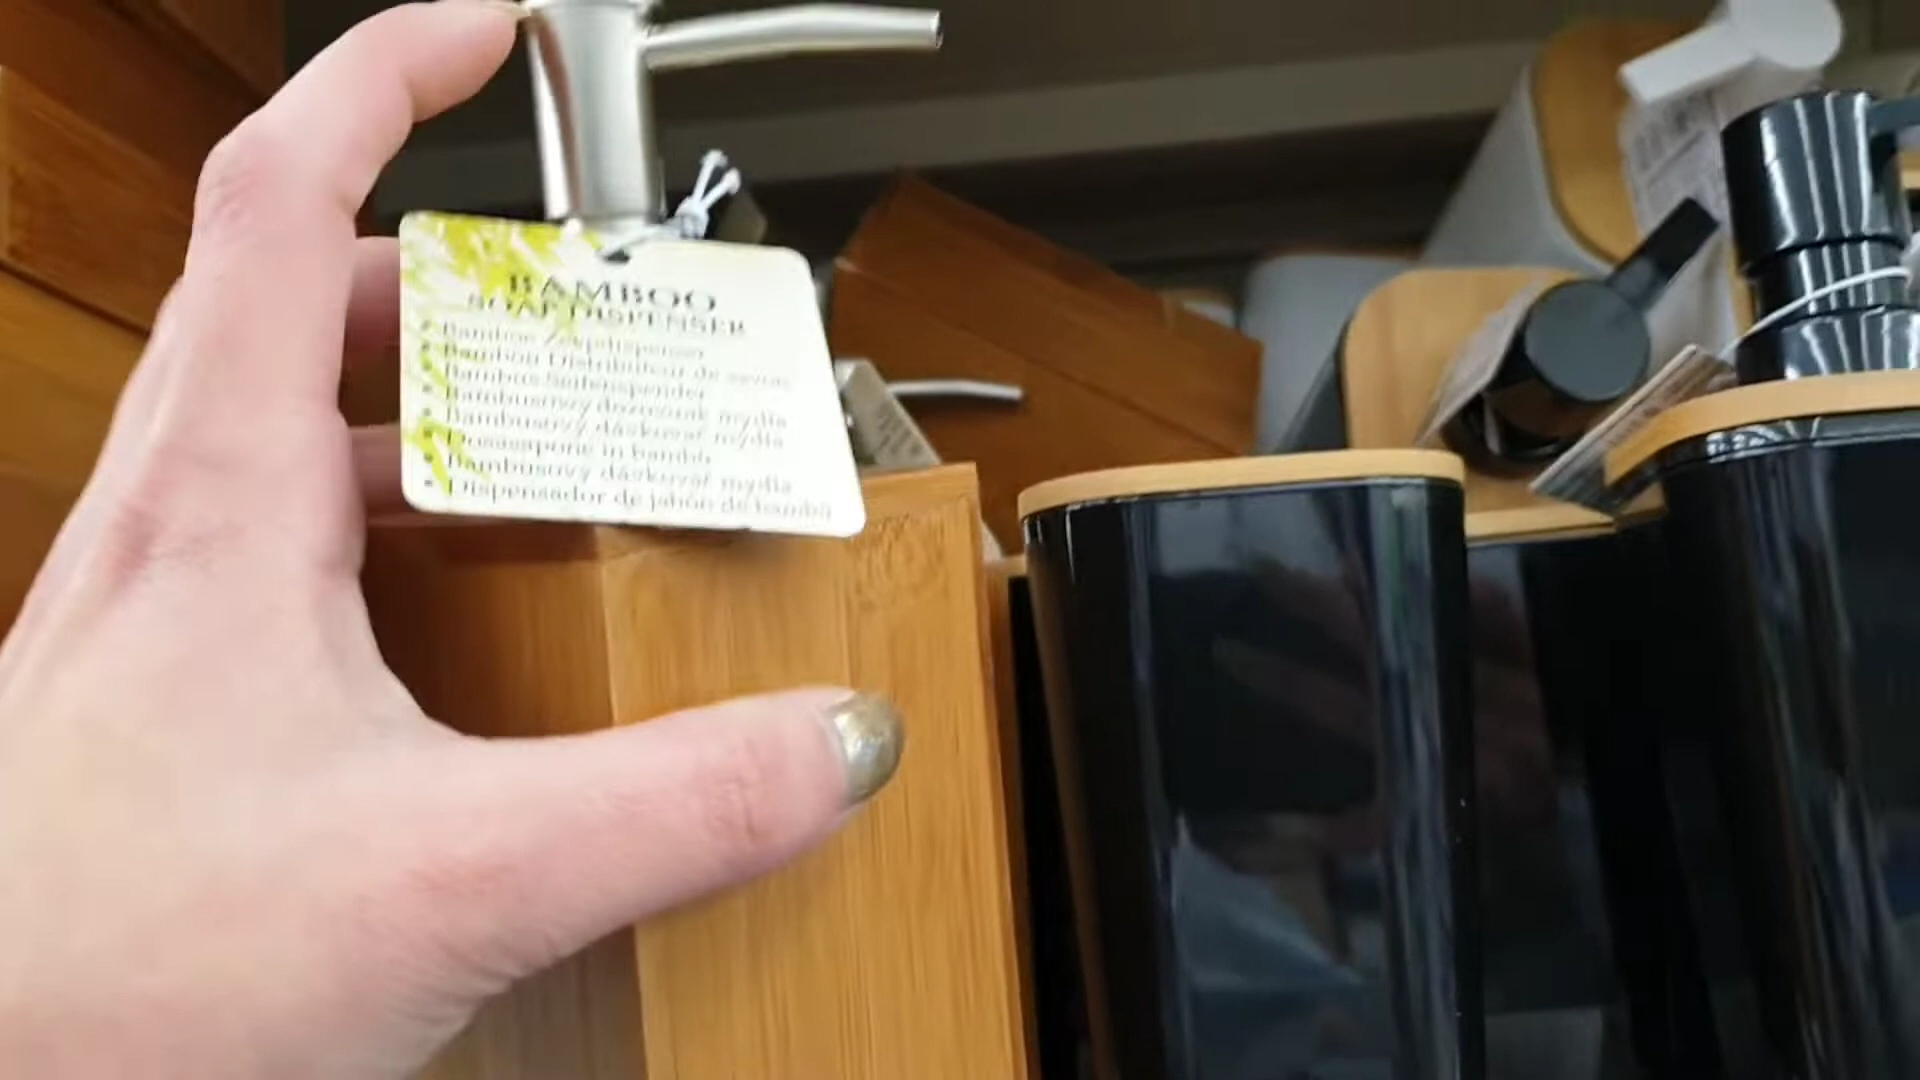 BAMBOO
SOAP DISPENSER
• Bamboe Zeepdispenser
• Bambou Distributeur de savon
• Bambus Seifenspender
• Bambusowy dozownik mydła
• Bambusový dávkovač mýdla
• Dosasapone in bambù
• Bambusový dávkovač mydla
• Dispensador de jabón de bambú